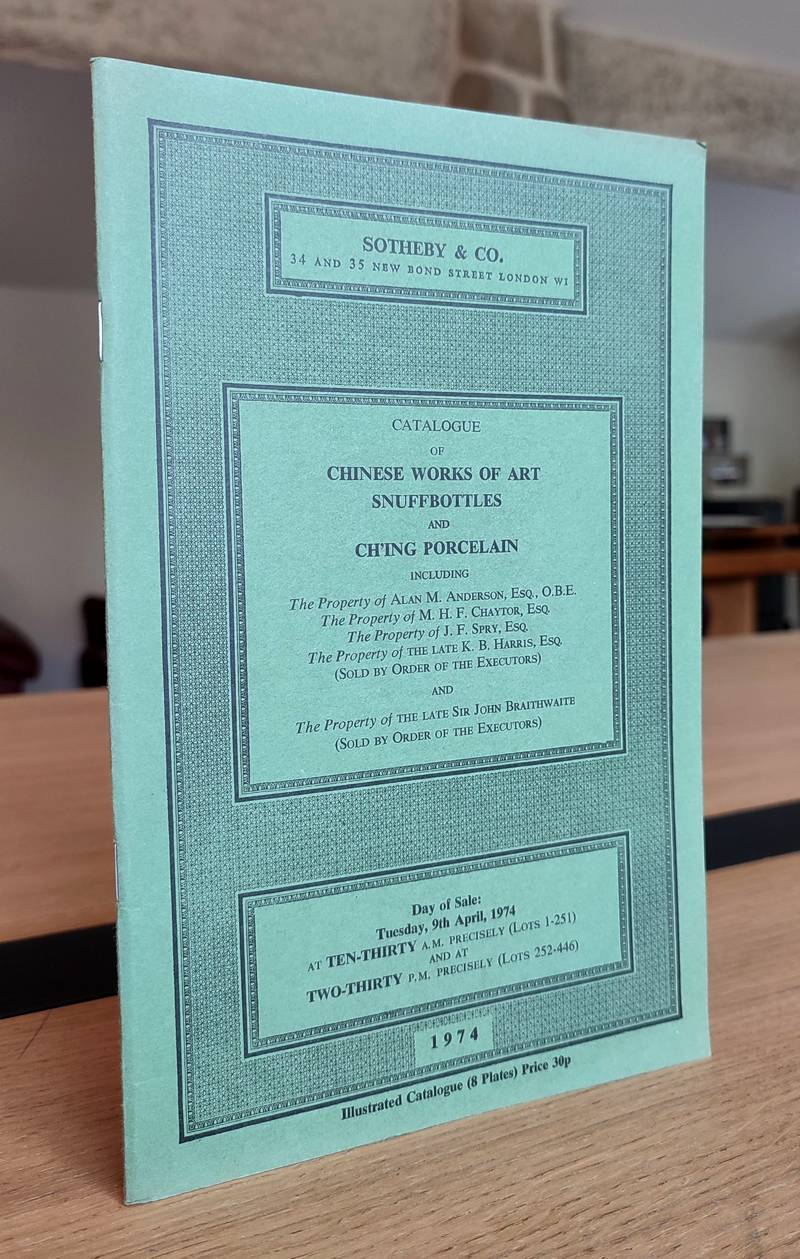 SOTHEBY & CO.
34 AND 35 NEW BOND STREET LONDON W1
CATALOGUE
OF
CHINESE WORKS OF ART
SNUFFBOTTLES
AND
CH'ING PORCELAIN
INCLUDING
The Property of ALAN M. ANDERSON, ESQ., O.B.E.
The Property of M. H. F. CHAYTOR, ESQ.
The Property of J. F. SPRY, ESQ.
The Property of THE LATE K. B. HARRIS, ESQ.
(SOLD BY ORDER OF THE EXECUTORS)
AND
The Property of THE LATE SIR JOHN BRAITHWAITE
(SOLD BY ORDER OF THE EXECUTORS)
Day of Sale:
Tuesday, 9th April, 1974
AT TEN-THIRTY A.M. PRECISELY (LOTS 1-251)
AND AT
TWO-THIRTY P.M. PRECISELY (LOTS 252-446)
1974
Illustrated Catalogue (8 Plates) Price 30p